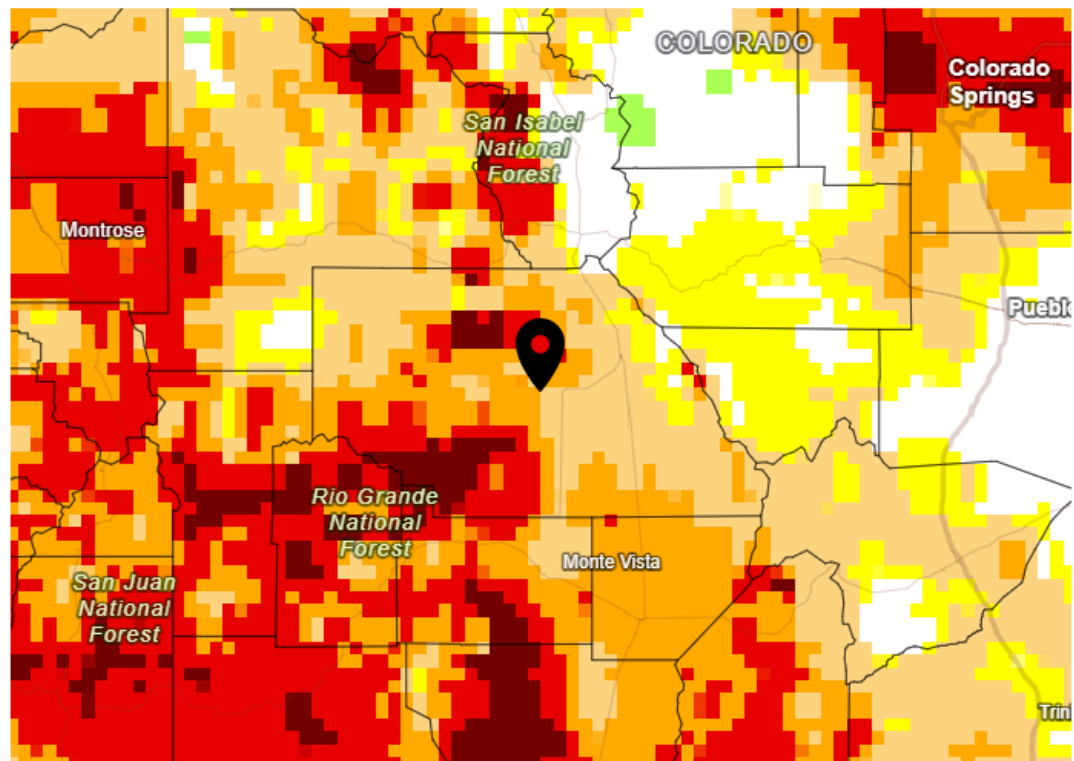 COLORADO
Colorado
Springs
San Isabel
National
Forest
Montrose
Pueblo
Rio Grande
National
Forest
Monte Vista
San Juan
National
Forest
Trin